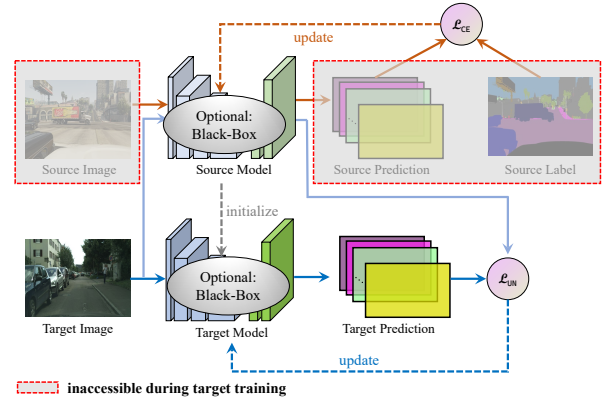 ℒCE
update
Optional:
Black-Box
Source Image
Source Model
Source Prediction
Source Label
initialize
Optional:
Black-Box
ℒUN
Target Image
Target Model
Target Prediction
update
inaccessible during target training